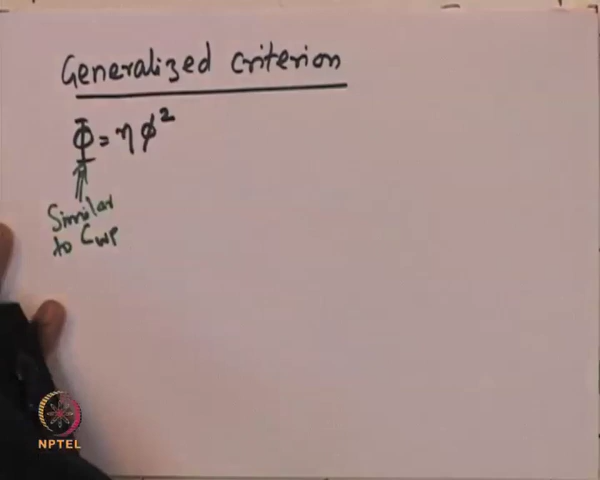 Generalized criterion
Φ = η φ²
Similar
to Cwp
NPTEL